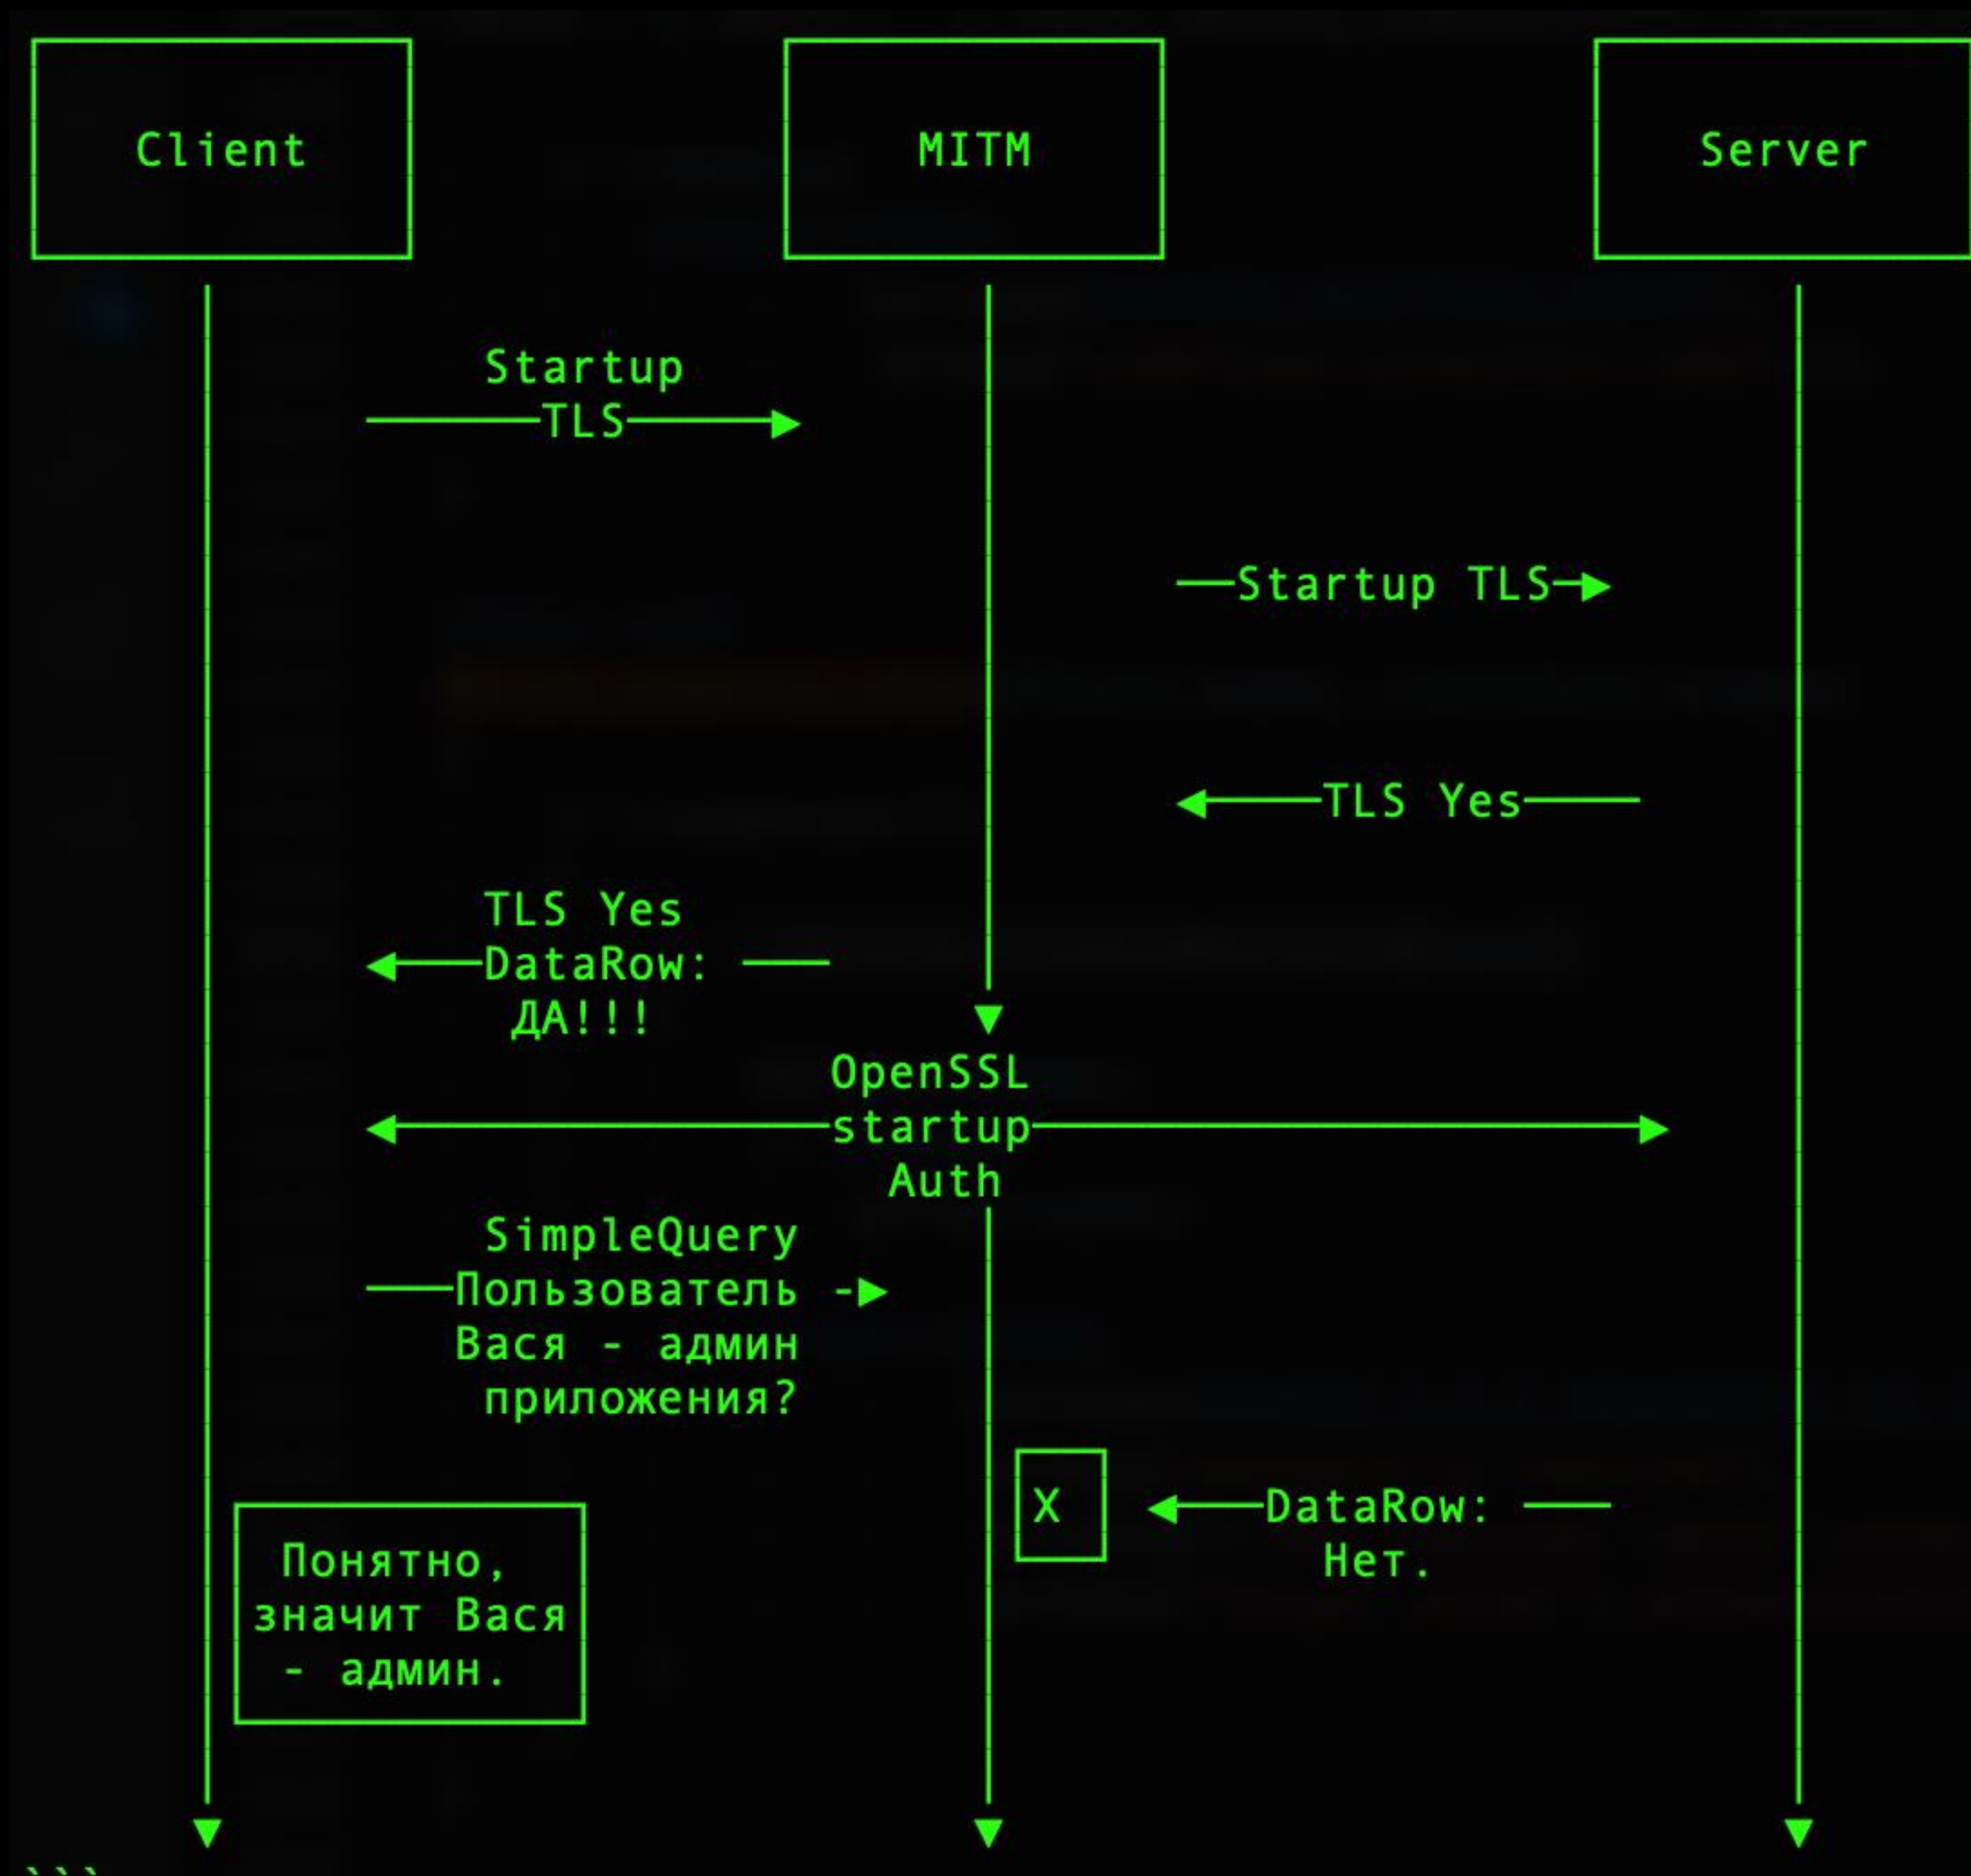 Client
MITM
Server
Startup
TLS
Startup TLS
TLS Yes
TLS Yes
DataRow:
ДА!!!
OpenSSL
startup
Auth
SimpleQuery
Пользователь -
Вася - админ
приложения?
X
DataRow:
Нет.
Понятно,
значит Вася
- админ.
```